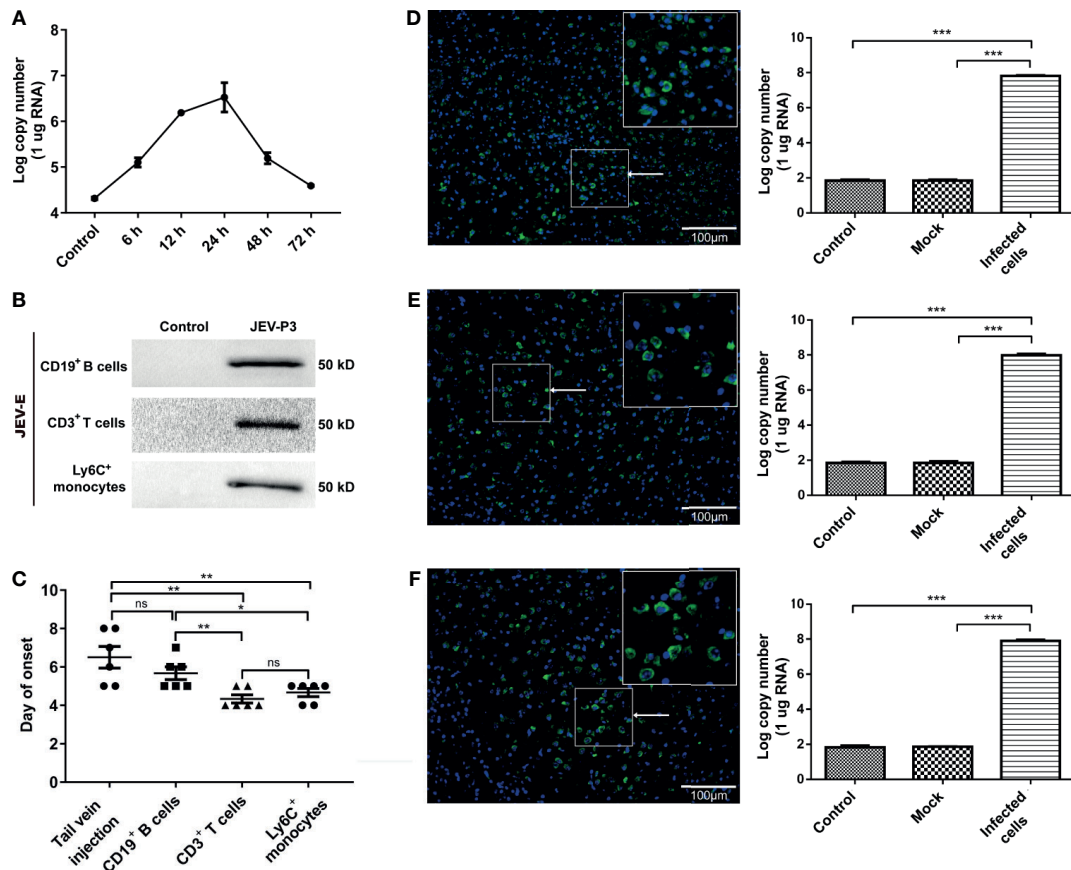 A
Log copy number
(1 ug RNA)
7
6
5
4
Control
6 h
12 h
24 h
48 h
72 h
B
Control
JEV-P3
JEV-E
CD19+ B cells
50 kD
CD3+ T cells
50 kD
Ly6C+
monocytes
50 kD
C
Day of onset
10
8
6
4
2
0
**
**
ns
*
**
ns
Tail vein
injection
CD19+ B cells
CD3+ T cells
Ly6C+
monocytes
D
100µm
Log copy number
(1 ug RNA)
10
8
6
4
2
0
***
***
Control
Mock
Infected
cells
E
100µm
Log copy number
(1 ug RNA)
10
8
6
4
2
0
***
***
Control
Mock
Infected
cells
F
100µm
Log copy number
(1 ug RNA)
10
8
6
4
2
0
***
***
Control
Mock
Infected
cells